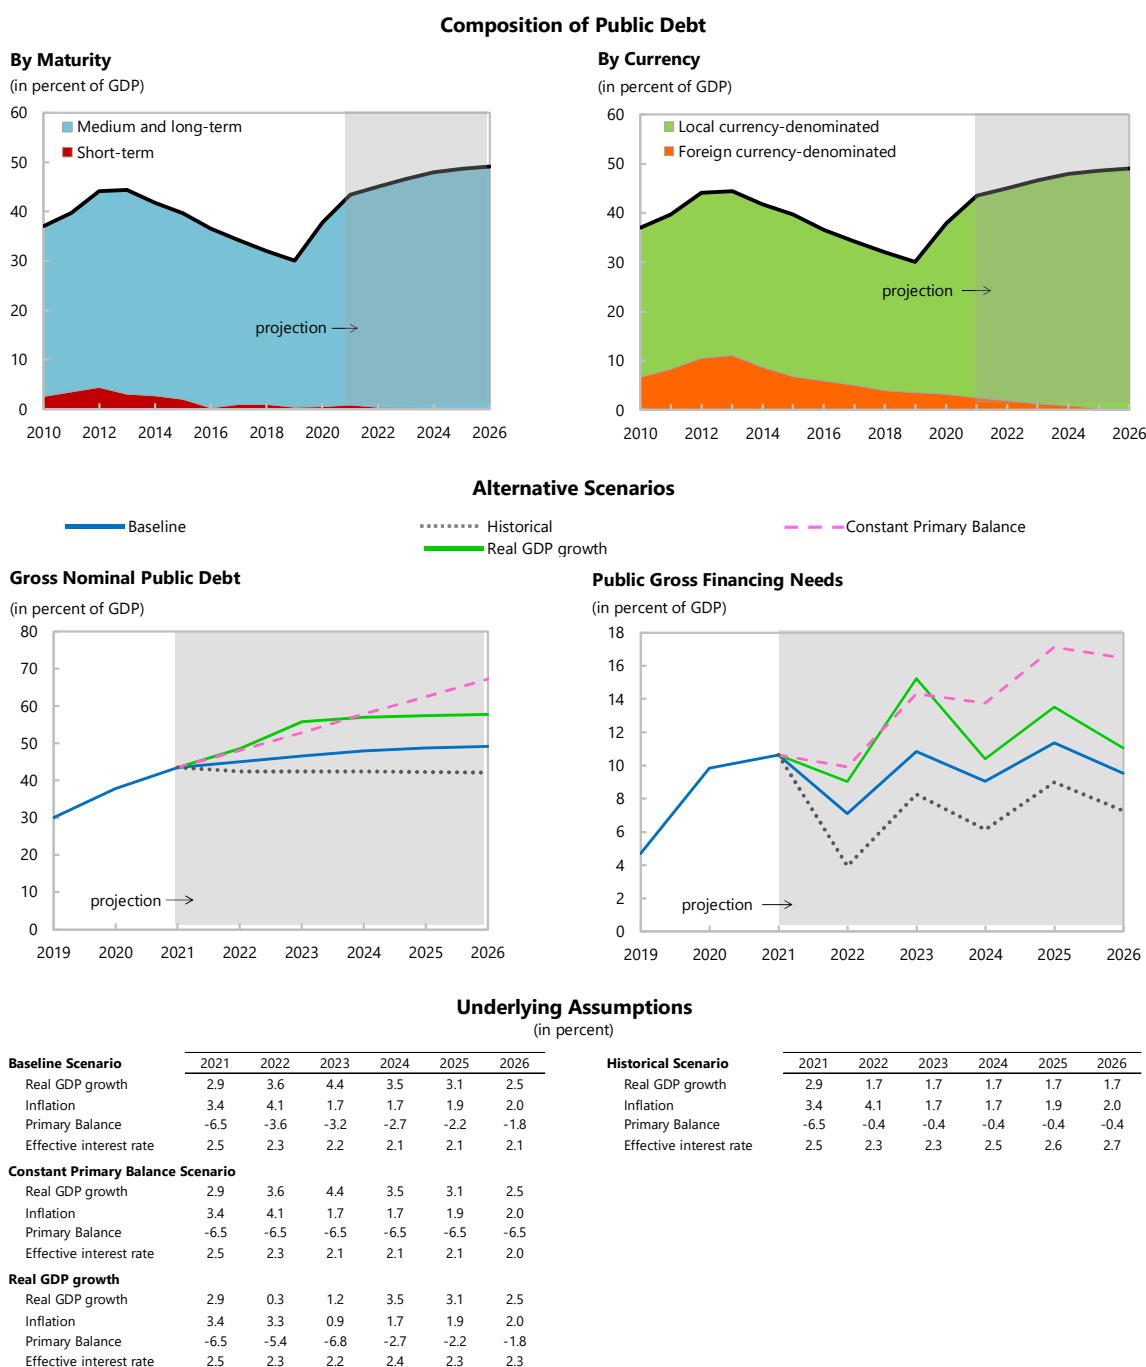 Composition of Public Debt
By Maturity
(in percent of GDP)
60
50
40
30
20
10
0
Medium and long-term
Short-term
projection
2010 2012 2014 2016 2018 2020 2022 2024 2026
By Currency
(in percent of GDP)
60
50
40
30
20
10
0
Local currency-denominated
Foreign currency-denominated
projection
2010 2012 2014 2016 2018 2020 2022 2024 2026
Alternative Scenarios
Baseline
Historical
Constant Primary Balance
Real GDP growth
Gross Nominal Public Debt
(in percent of GDP)
80
70
60
50
40
30
20
10
0
projection
2019 2020 2021 2022 2023 2024 2025 2026
Public Gross Financing Needs
(in percent of GDP)
18
16
14
12
10
8
6
4
2
0
projection
2019 2020 2021 2022 2023 2024 2025 2026
Underlying Assumptions
(in percent)
Baseline Scenario 2021 2022 2023 2024 2025 2026
Real GDP growth 2.9 3.6 4.4 3.5 3.1 2.5
Inflation 3.4 4.1 1.7 1.7 1.9 2.0
Primary Balance -6.5 -3.6 -3.2 -2.7 -2.2 -1.8
Effective interest rate 2.5 2.3 2.2 2.1 2.1 2.1
Constant Primary Balance Scenario
Real GDP growth 2.9 3.6 4.4 3.5 3.1 2.5
Inflation 3.4 4.1 1.7 1.7 1.9 2.0
Primary Balance -6.5 -6.5 -6.5 -6.5 -6.5 -6.5
Effective interest rate 2.5 2.3 2.1 2.1 2.1 2.0
Real GDP growth
Real GDP growth 2.9 0.3 1.2 3.5 3.1 2.5
Inflation 3.4 3.3 0.9 1.7 1.9 2.0
Primary Balance -6.5 -5.4 -6.8 -2.7 -2.2 -1.8
Effective interest rate 2.5 2.3 2.2 2.4 2.3 2.3
Historical Scenario 2021 2022 2023 2024 2025 2026
Real GDP growth 2.9 1.7 1.7 1.7 1.7 1.7
Inflation 3.4 4.1 1.7 1.7 1.9 2.0
Primary Balance -6.5 -0.4 -0.4 -0.4 -0.4 -0.4
Effective interest rate 2.5 2.3 2.3 2.5 2.6 2.7